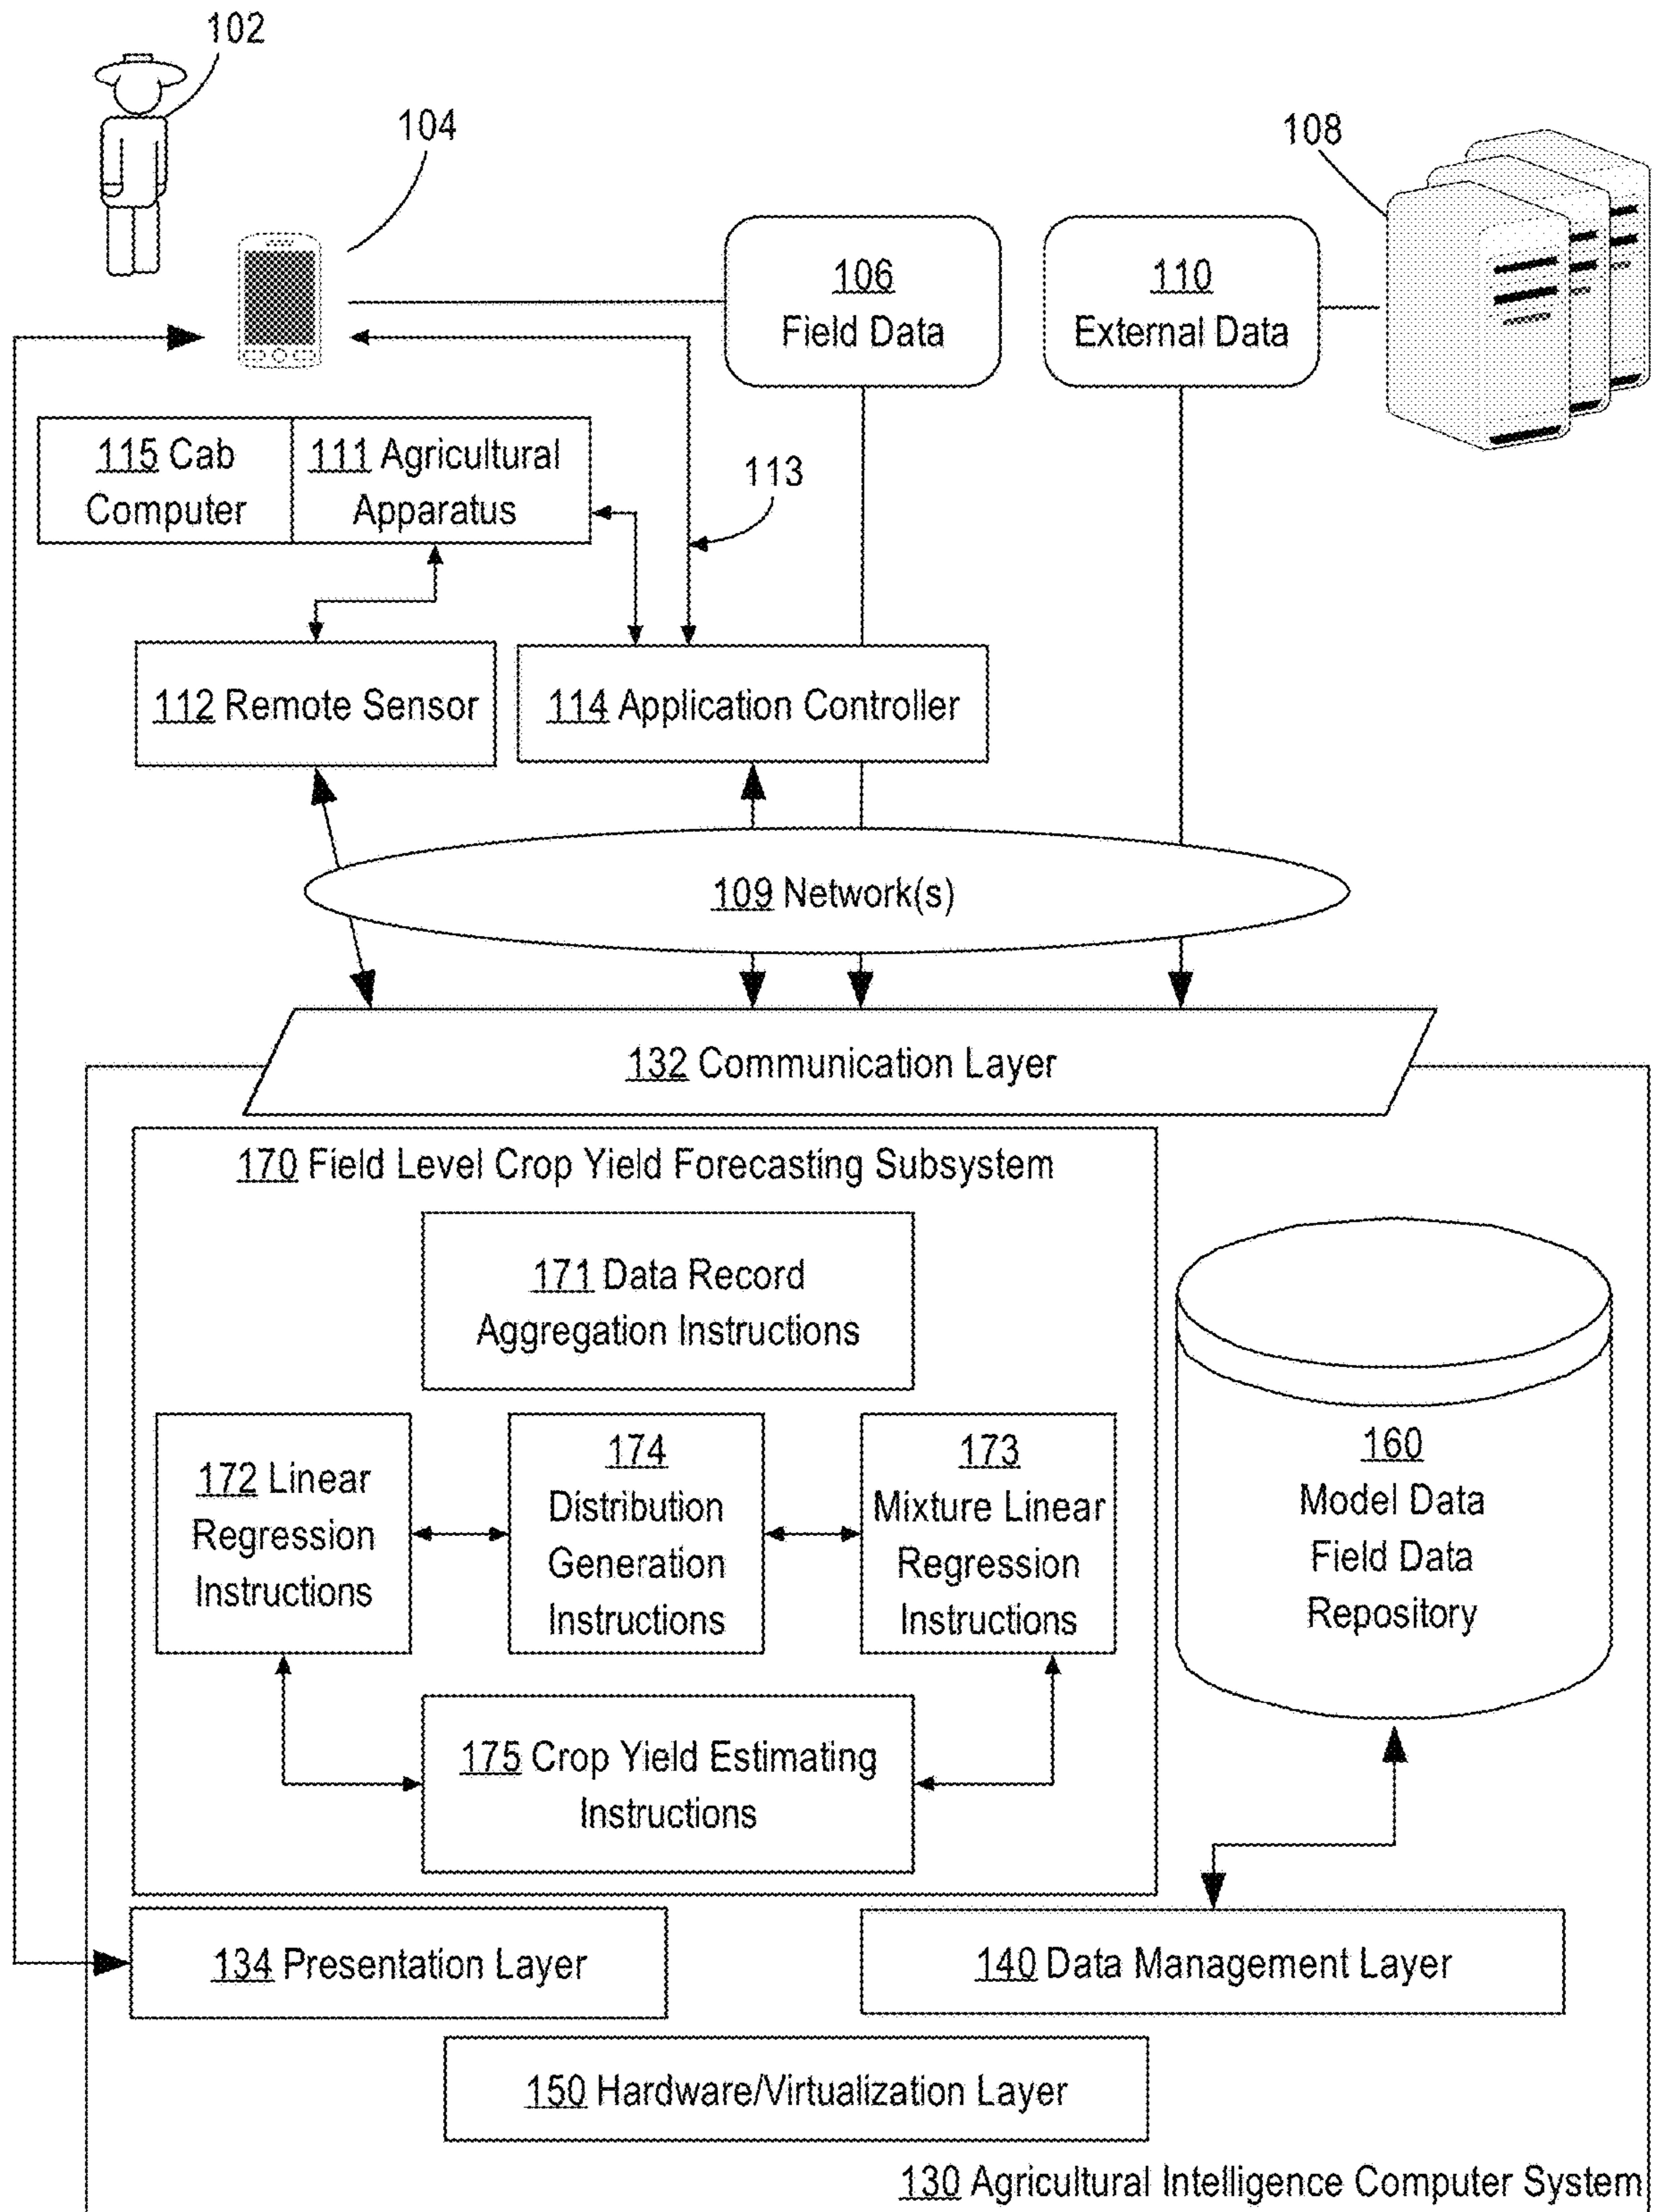 102
104
108
106
Field Data
110
External Data
115 Cab
Computer
111 Agricultural
Apparatus
113
112 Remote Sensor
114 Application Controller
109 Network(s)
132 Communication Layer
170 Field Level Crop Yield Forecasting Subsystem
171 Data Record
Aggregation Instructions
172 Linear
Regression
Instructions
174
Distribution
Generation
Instructions
173
Mixture Linear
Regression
Instructions
160
Model Data
Field Data
Repository
175 Crop Yield Estimating
Instructions
134 Presentation Layer
140 Data Management Layer
150 Hardware/Virtualization Layer
130 Agricultural Intelligence Computer System